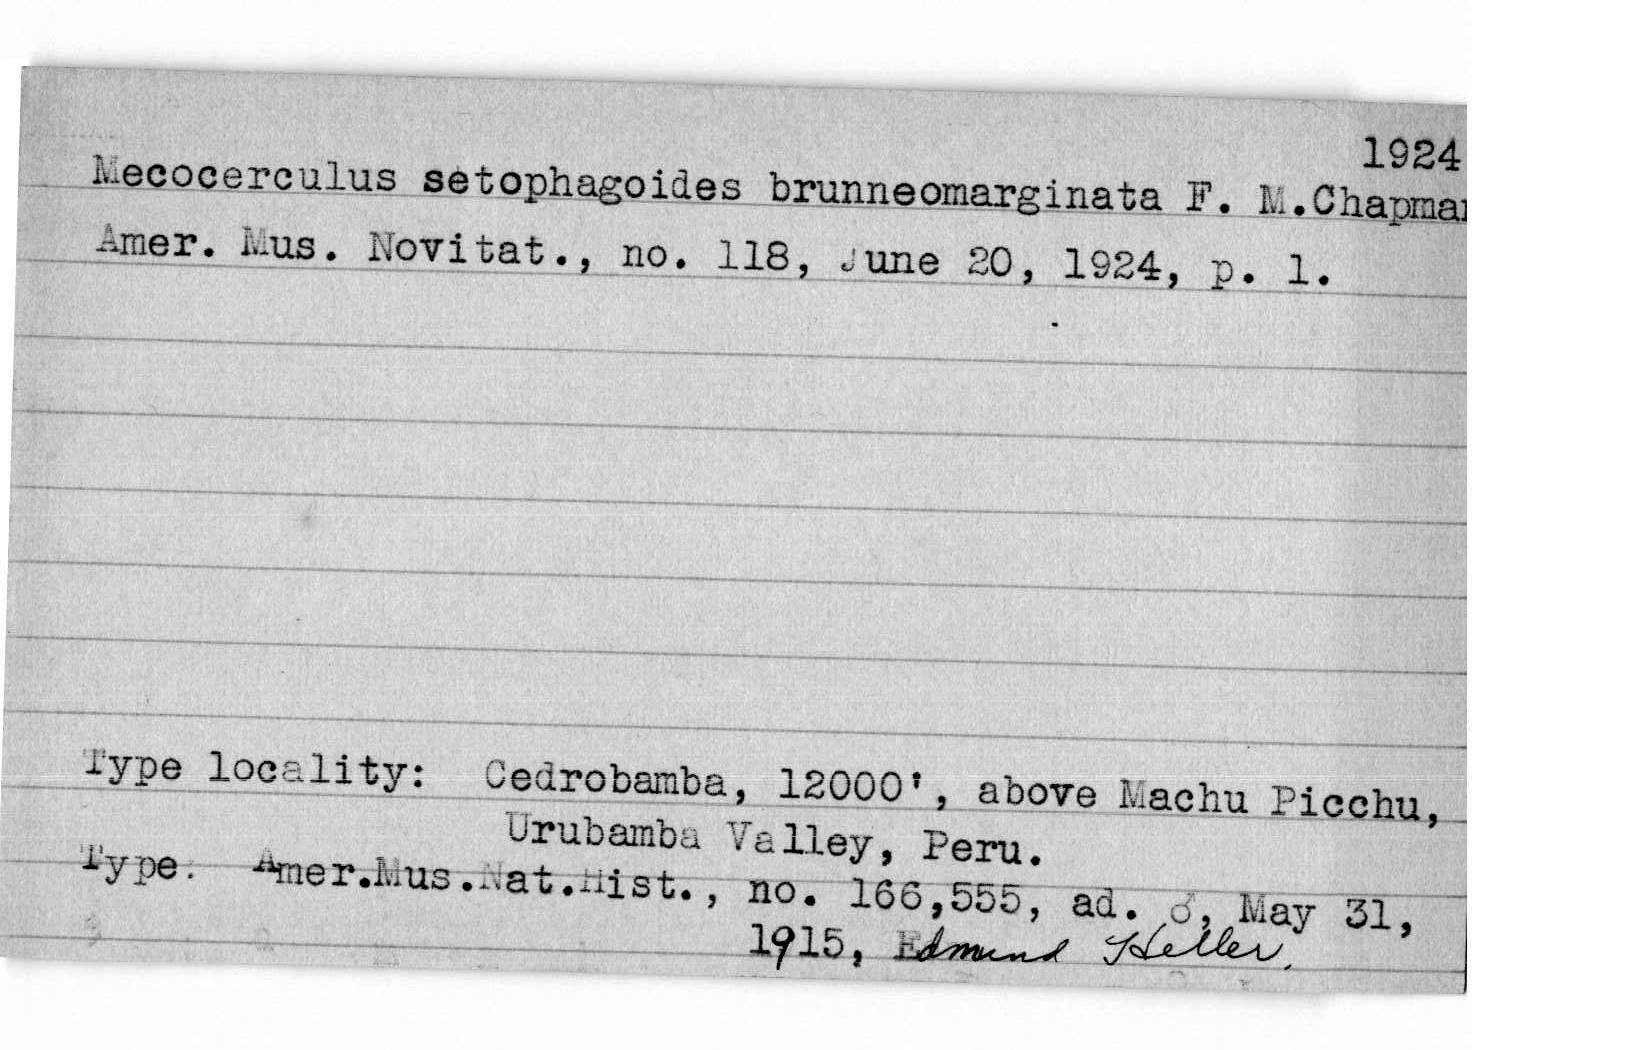 1924
Mecocerculus setophagoides brunneomarginata F. M.Chapman
Amer. Mus. Novitat., no. 118, June 20, 1924, p. 1.
Type locality: Cedrobamba, 12000', above Machu Picchu,
Urubamba Valley, Peru.
Type: Amer.Mus.Nat.Hist., no. 166,555, ad. ♂, May 31,
1915, Edmund Heller.